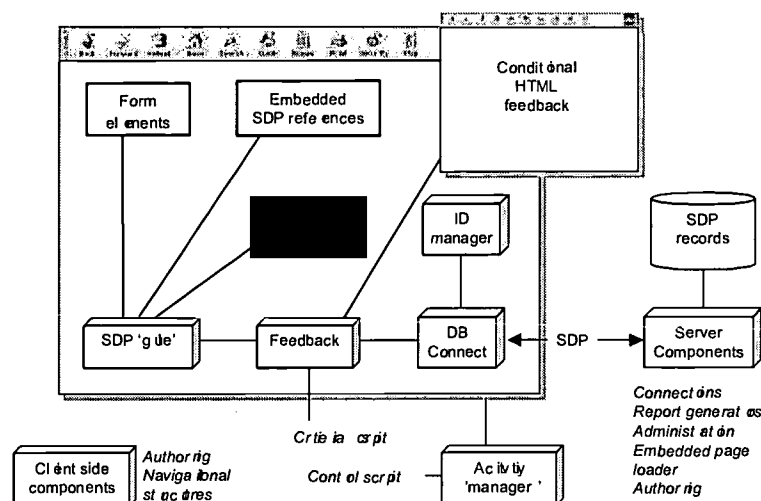 Conditional
HTML
feedback
Form
elements
Embedded
SDP references
ID
manager
SDP
records
SDP 'glue'
Feedback
DB
Connect
SDP
Server
Components
Connections
Report generators
Administration
Embedded page
loader
Authoring
Criteria script
Control script
Activity
'manager'
Client side
components
Authoring
Navigational
structures